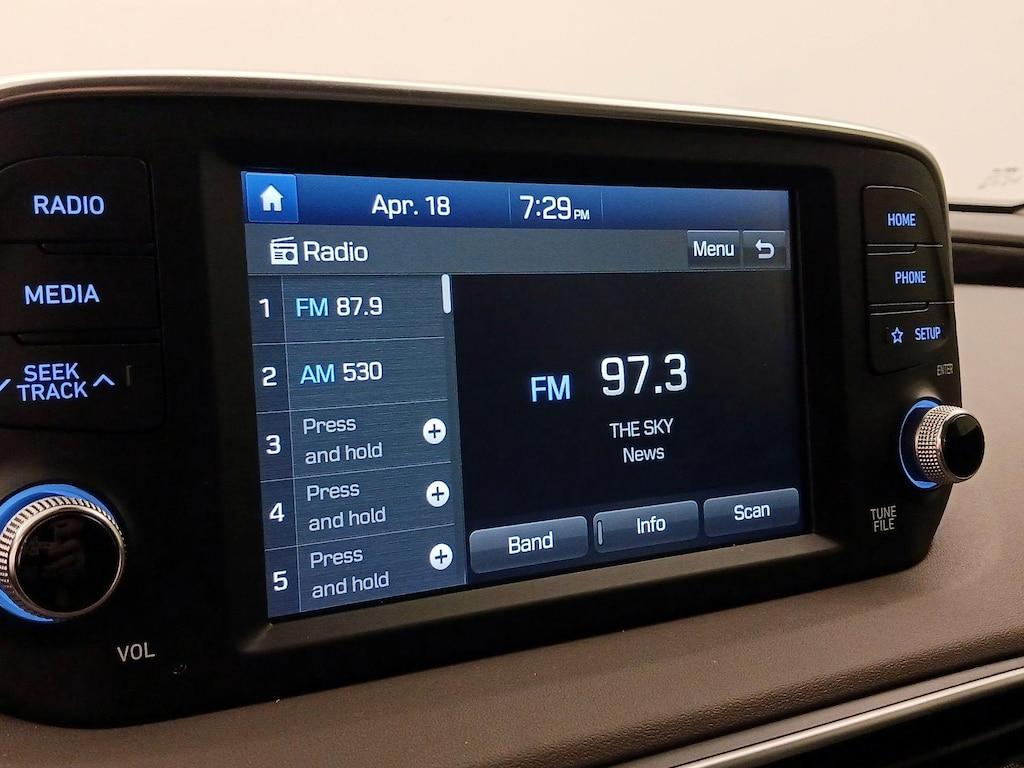 RADIO
MEDIA
SEEK
TRACK
VOL
Apr. 18
7:29 PM
Radio
Menu
1 FM 87.9
2 AM 530
3 Press
and hold
4 Press
and hold
5 Press
and hold
FM 97.3
THE SKY
News
Band
Info
Scan
HOME
PHONE
SETUP
ENTER
TUNE
FILE